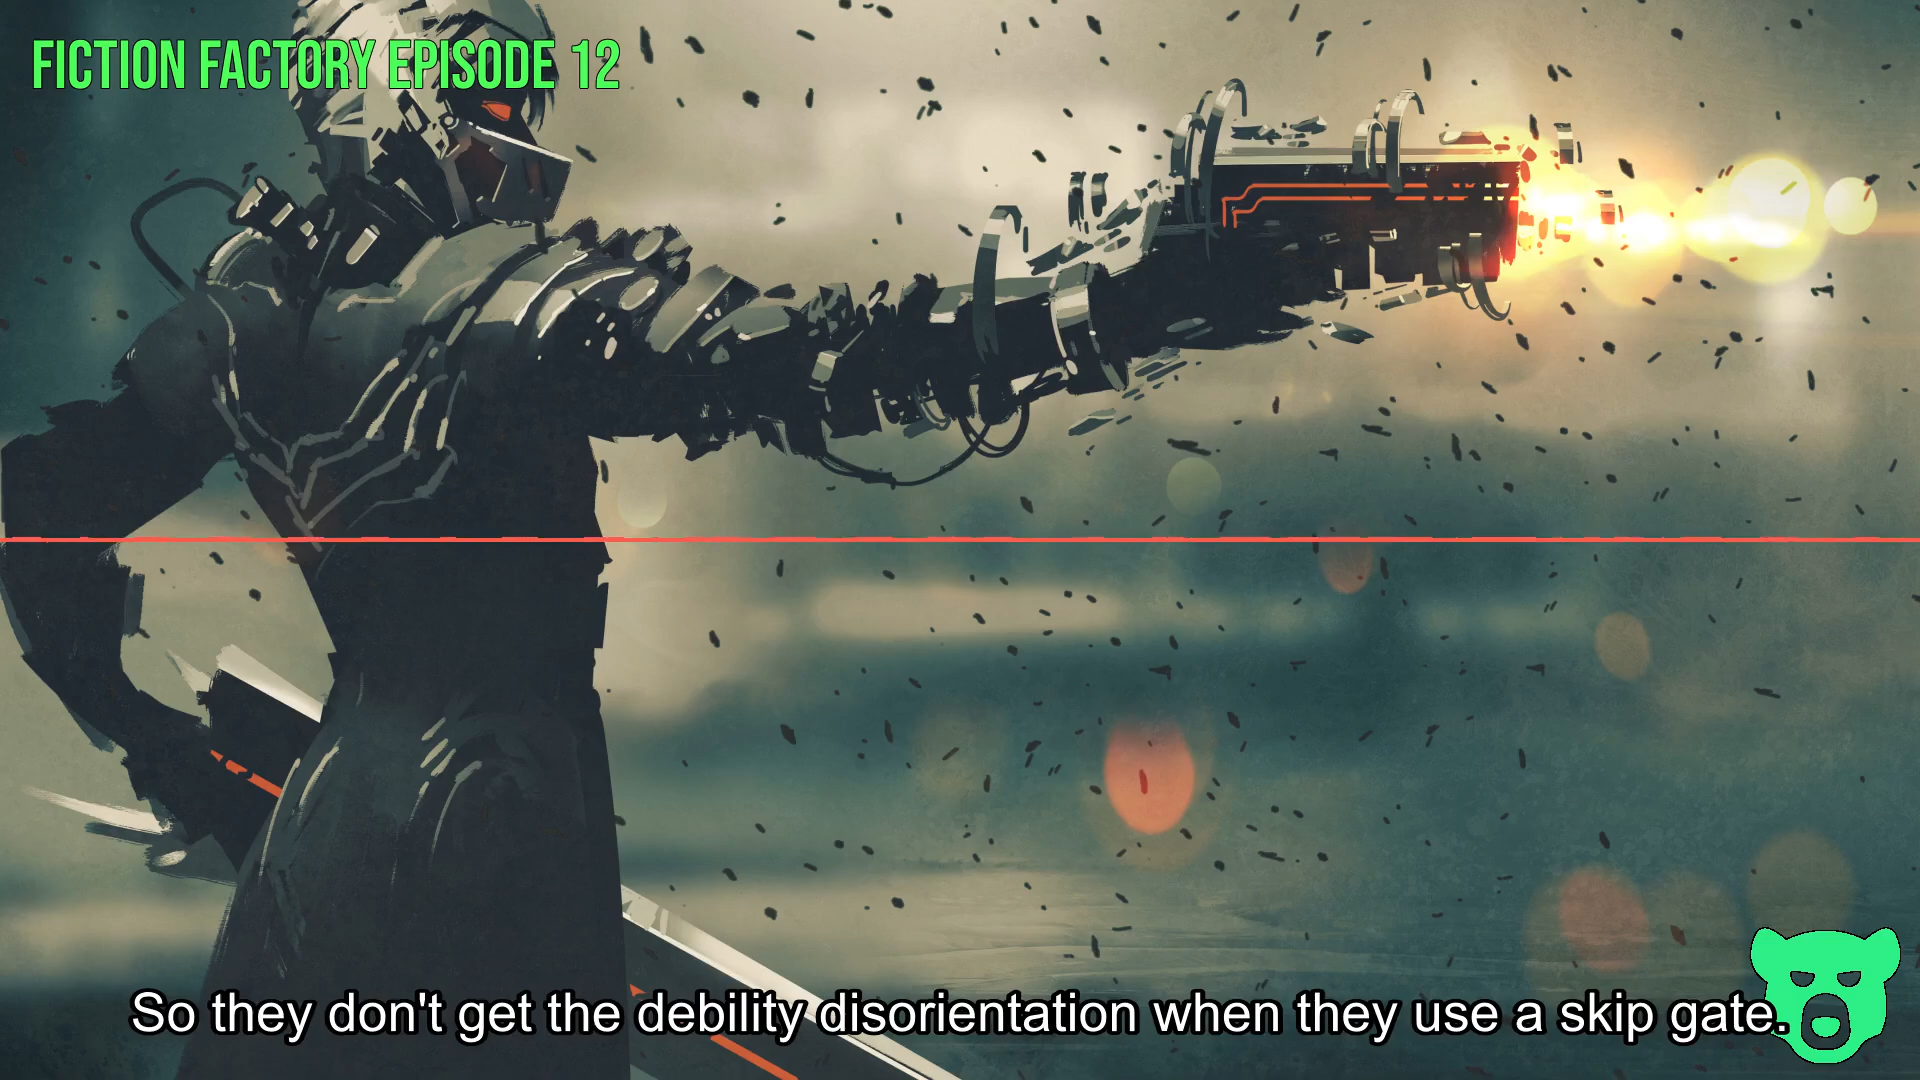 FICTION FACTORY EPISODE 12
So they don't get the debility disorientation when they use a skip gate.